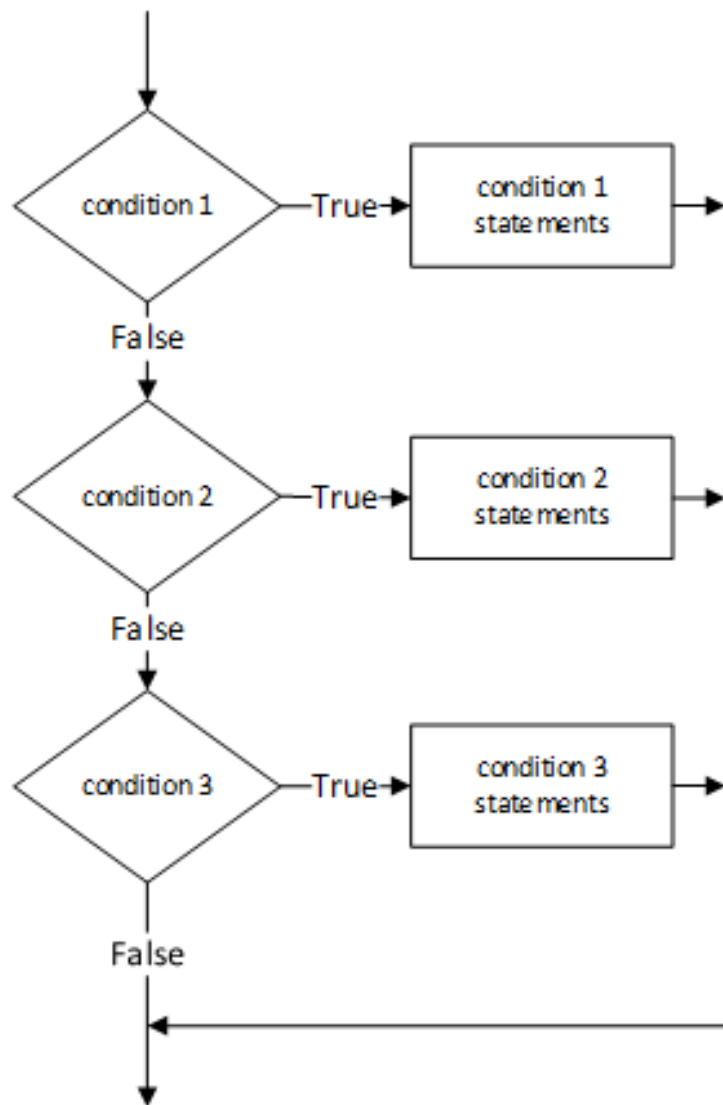 condition 1
True
condition 1
statements
False
condition 2
True
condition 2
statements
False
condition 3
True
condition 3
statements
False